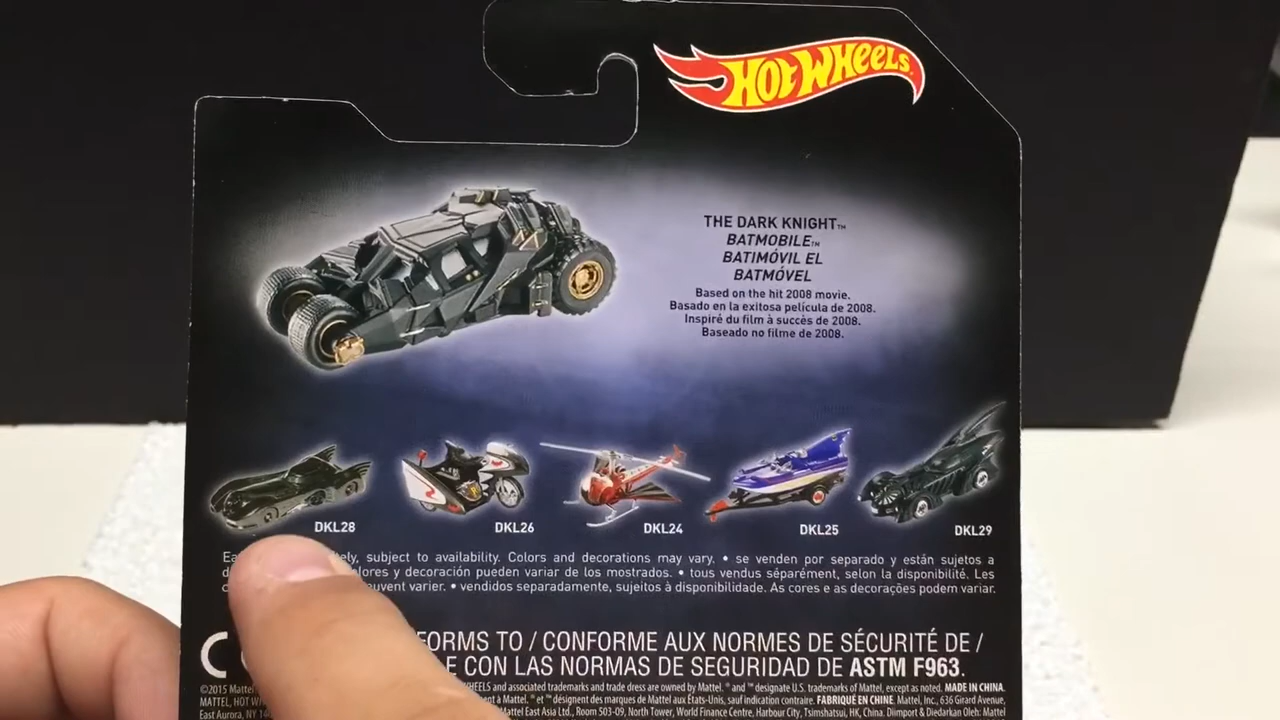 HOT WHEELS
THE DARK KNIGHT™
BATMOBILE™
BATIMÓVIL EL
BATMÓVEL
Based on the hit 2008 movie.
Basado en la exitosa película de 2008.
Inspiré du film à succès de 2008.
Baseado no filme de 2008.
DKL28 DKL26 DKL24 DKL25 DKL29
subject to availability. Colors and decorations may vary. • se venden por separado y están sujetos a
decoración pueden variar de los mostrados. • tous vendus séparément, selon la disponibilité. Les
varier. • vendidos separadamente, sujeitos à disponibilidade. As cores e as decorações podem variar.
TO / CONFORME AUX NORMES DE SÉCURITÉ DE /
CON LAS NORMAS DE SEGURIDAD DE ASTM F963.
©2015 Mattel and associated trademarks and trade dress are owned by Mattel. ® and ™ designate U.S. trademarks of Mattel, except as noted. MADE IN CHINA.
MATTEL, HOT à Mattel. ® et ™ désignent des marques de Mattel aux États-Unis, sauf indication contraire. FABRIQUÉ EN CHINE. Mattel, Inc., 636 Girard Avenue,
East Aurora, NY Mattel East Asia Ltd., Room 503-09, North Tower, World Finance Centre, Harbour City, Tsimshatsui, HK, China. Diimport & Diedarkan Oleh: Mattel